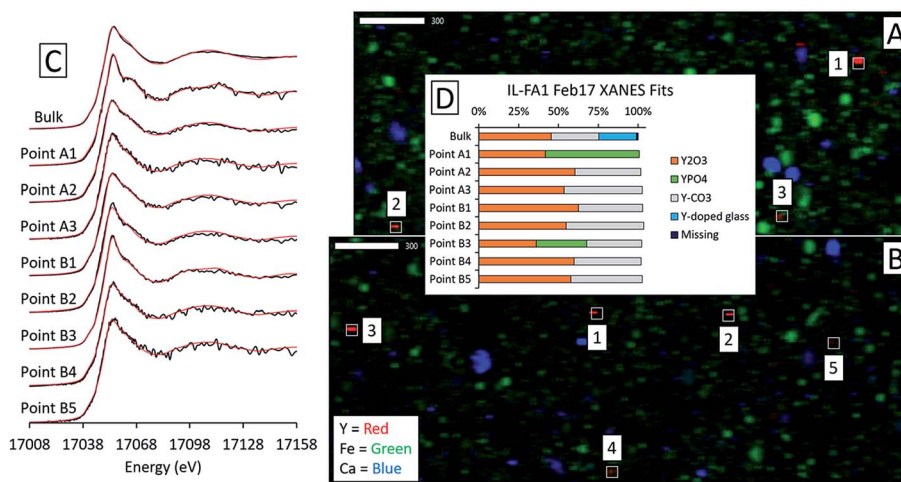 C
Bulk
Point A1
Point A2
Point A3
Point B1
Point B2
Point B3
Point B4
Point B5
17008 17038 17068 17098 17128 17158
Energy (eV)
300
A
1
2
3
D
IL-FA1 Feb17 XANES Fits
0% 25% 50% 75% 100%
Bulk
Point A1
Point A2
Point A3
Point B1
Point B2
Point B3
Point B4
Point B5
Y2O3
YPO4
Y-CO3
Y-doped glass
Missing
300
B
3
1
2
5
4
Y = Red
Fe = Green
Ca = Blue